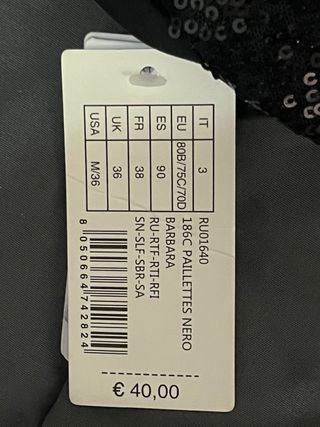 IT 3
EU 80B/75C/70D
ES 90
FR 38
UK 36
USA M/36
RU01640
186C PAILLETTES NERO
BARBARA
RU-RTF-RTI-RFI
SN-SLF-SBR-SA
8 050664 742824
€ 40,00